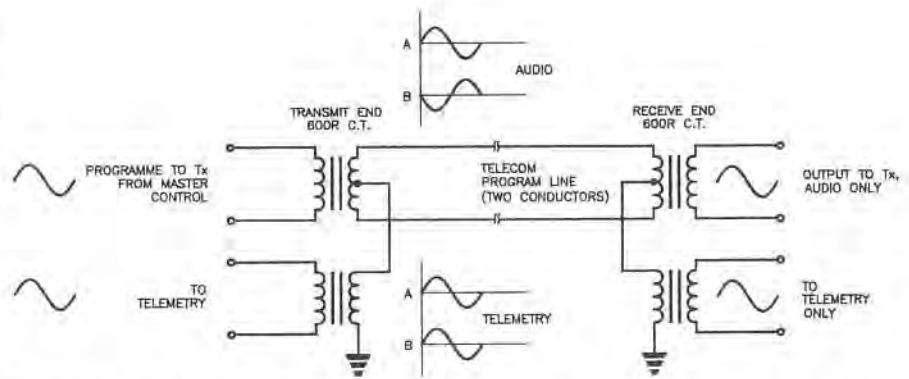 A
AUDIO
B
TRANSMIT END
600R C.T.
RECEIVE END
600R C.T.
PROGRAMME TO Tx
FROM MASTER
CONTROL
TELECOM
PROGRAM LINE
(TWO CONDUCTORS)
OUTPUT TO Tx,
AUDIO ONLY
TO
TELEMETRY
A
TELEMETRY
B
TO
TELEMETRY
ONLY